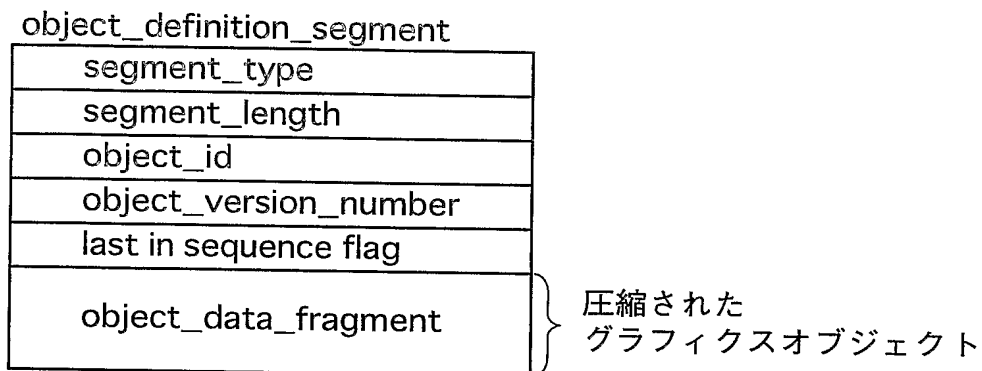 object_definition_segment
segment_type
segment_length
object_id
object_version_number
last in sequence flag
object_data_fragment
圧縮された
グラフィクスオブジェクト